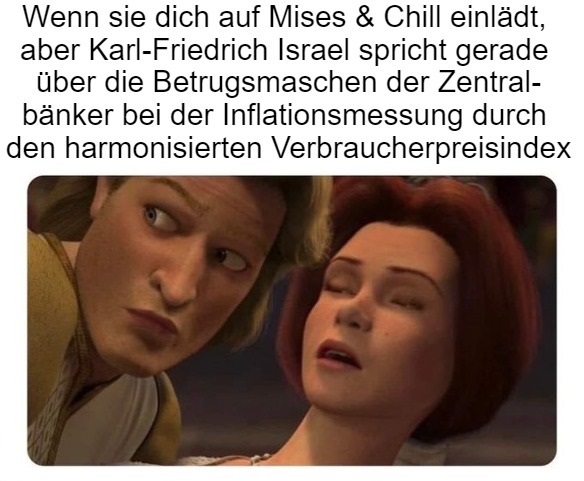 Wenn sie dich auf Mises & Chill einlädt,
aber Karl-Friedrich Israel spricht gerade
über die Betrugsmaschen der Zentral-
bänker bei der Inflationsmessung durch
den harmonisierten Verbraucherpreisindex